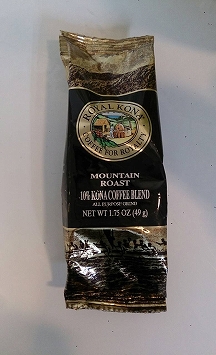 ROYAL KONA
COFFEE FOR ROYALTY
MOUNTAIN
ROAST
10% KONA COFFEE BLEND
ALL PURPOSE GRIND
NET WT 1.75 OZ (49 g)